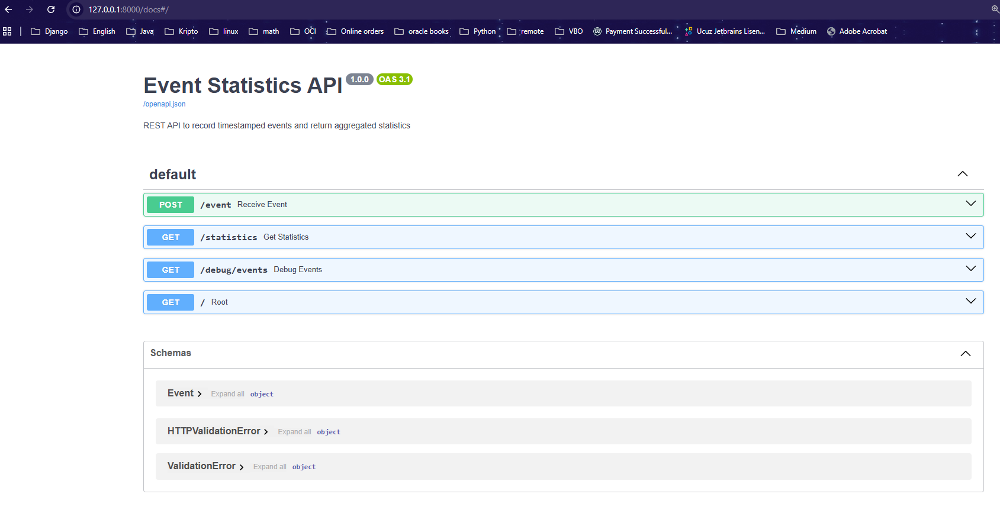 127.0.0.1:8000/docs#/
Django English Java Kripto linux math OCI Online orders oracle books Python remote VBO Payment Successful... Ucuz Jetbrains Lisen... Medium Adobe Acrobat
Event Statistics API 1.0.0 OAS 3.1
/openapi.json
REST API to record timestamped events and return aggregated statistics
default
POST /event Receive Event
GET /statistics Get Statistics
GET /debug/events Debug Events
GET / Root
Schemas
Event Expand all object
HTTPValidationError Expand all object
ValidationError Expand all object